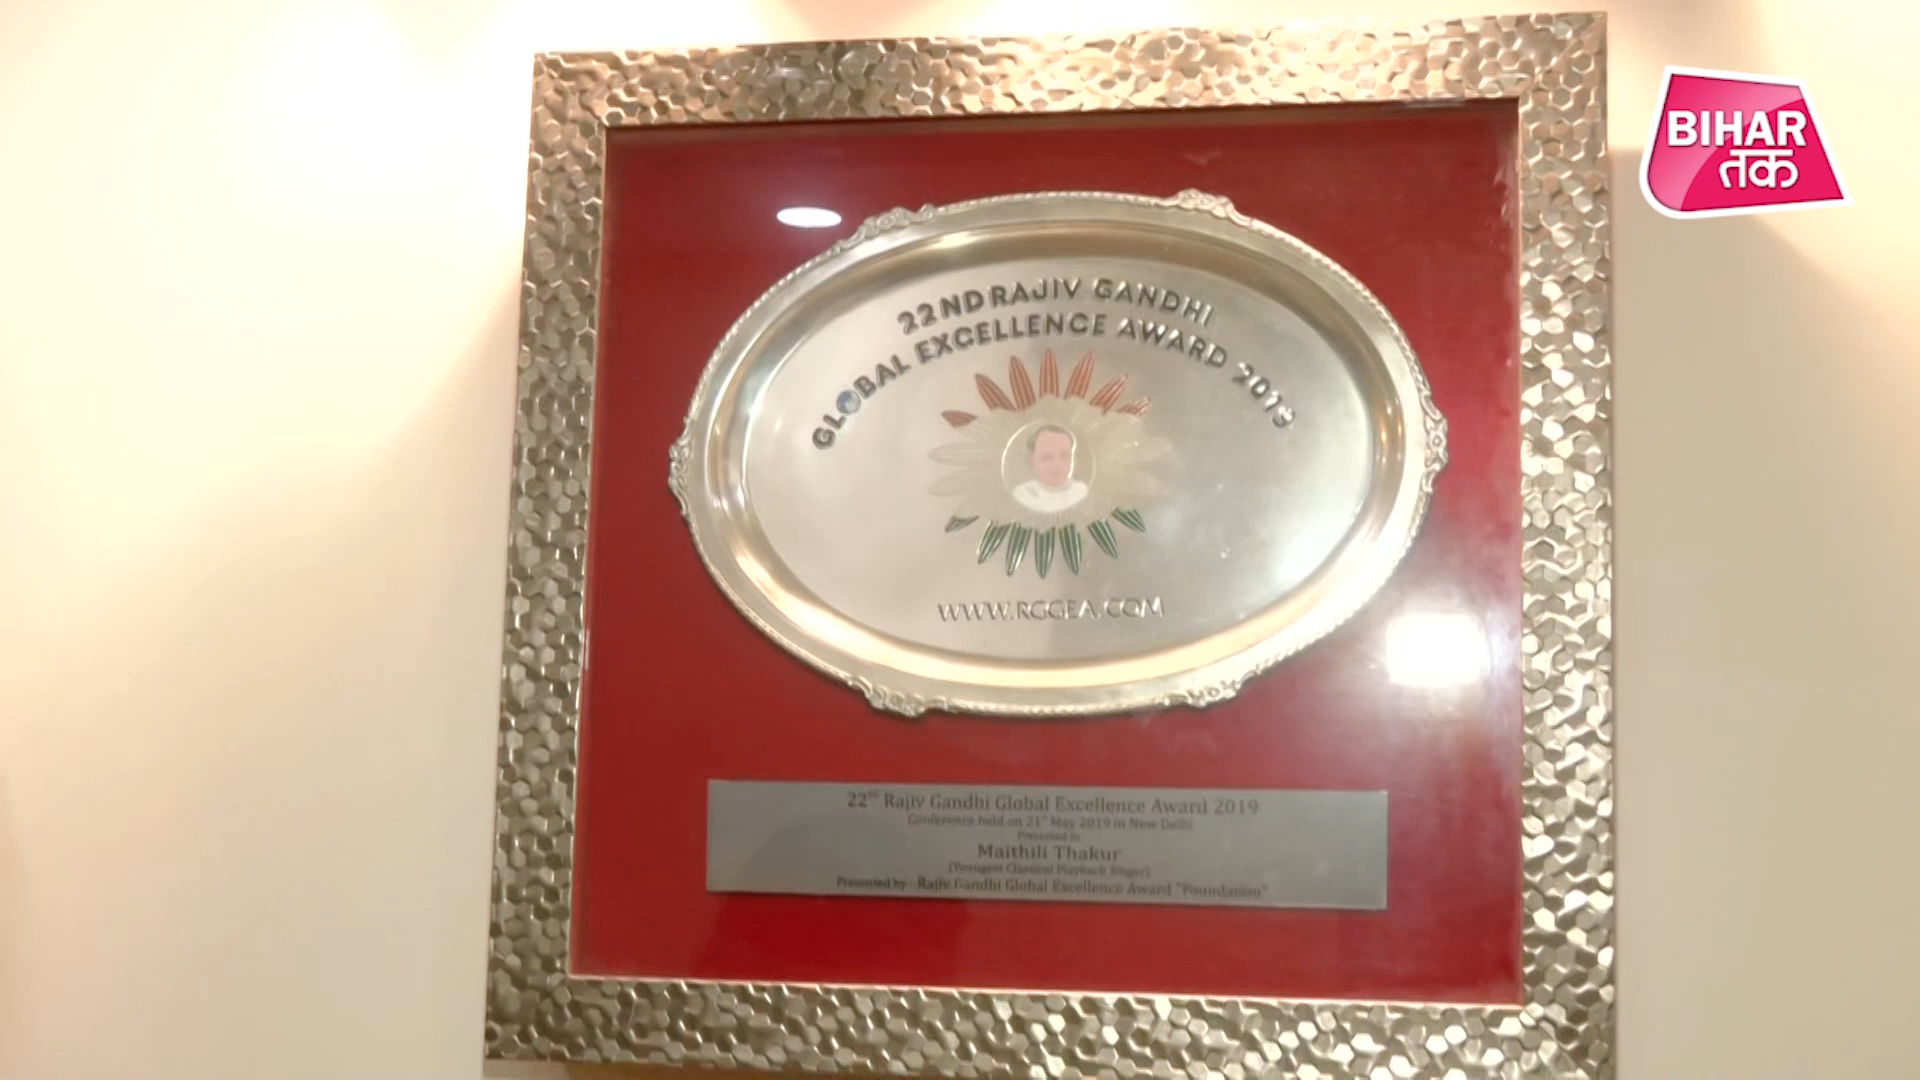 BIHAR
तक
22ND RAJIV GANDHI
GLOBAL EXCELLENCE AWARD 2019
WWW.RGGEA.COM
22nd Rajiv Gandhi Global Excellence Award 2019
Conference held on 21st May 2019 in New Delhi
Presented to
Maithili Thakur
(Youngest Classical Playback Singer)
Presented by - Rajiv Gandhi Global Excellence Award "Foundation"